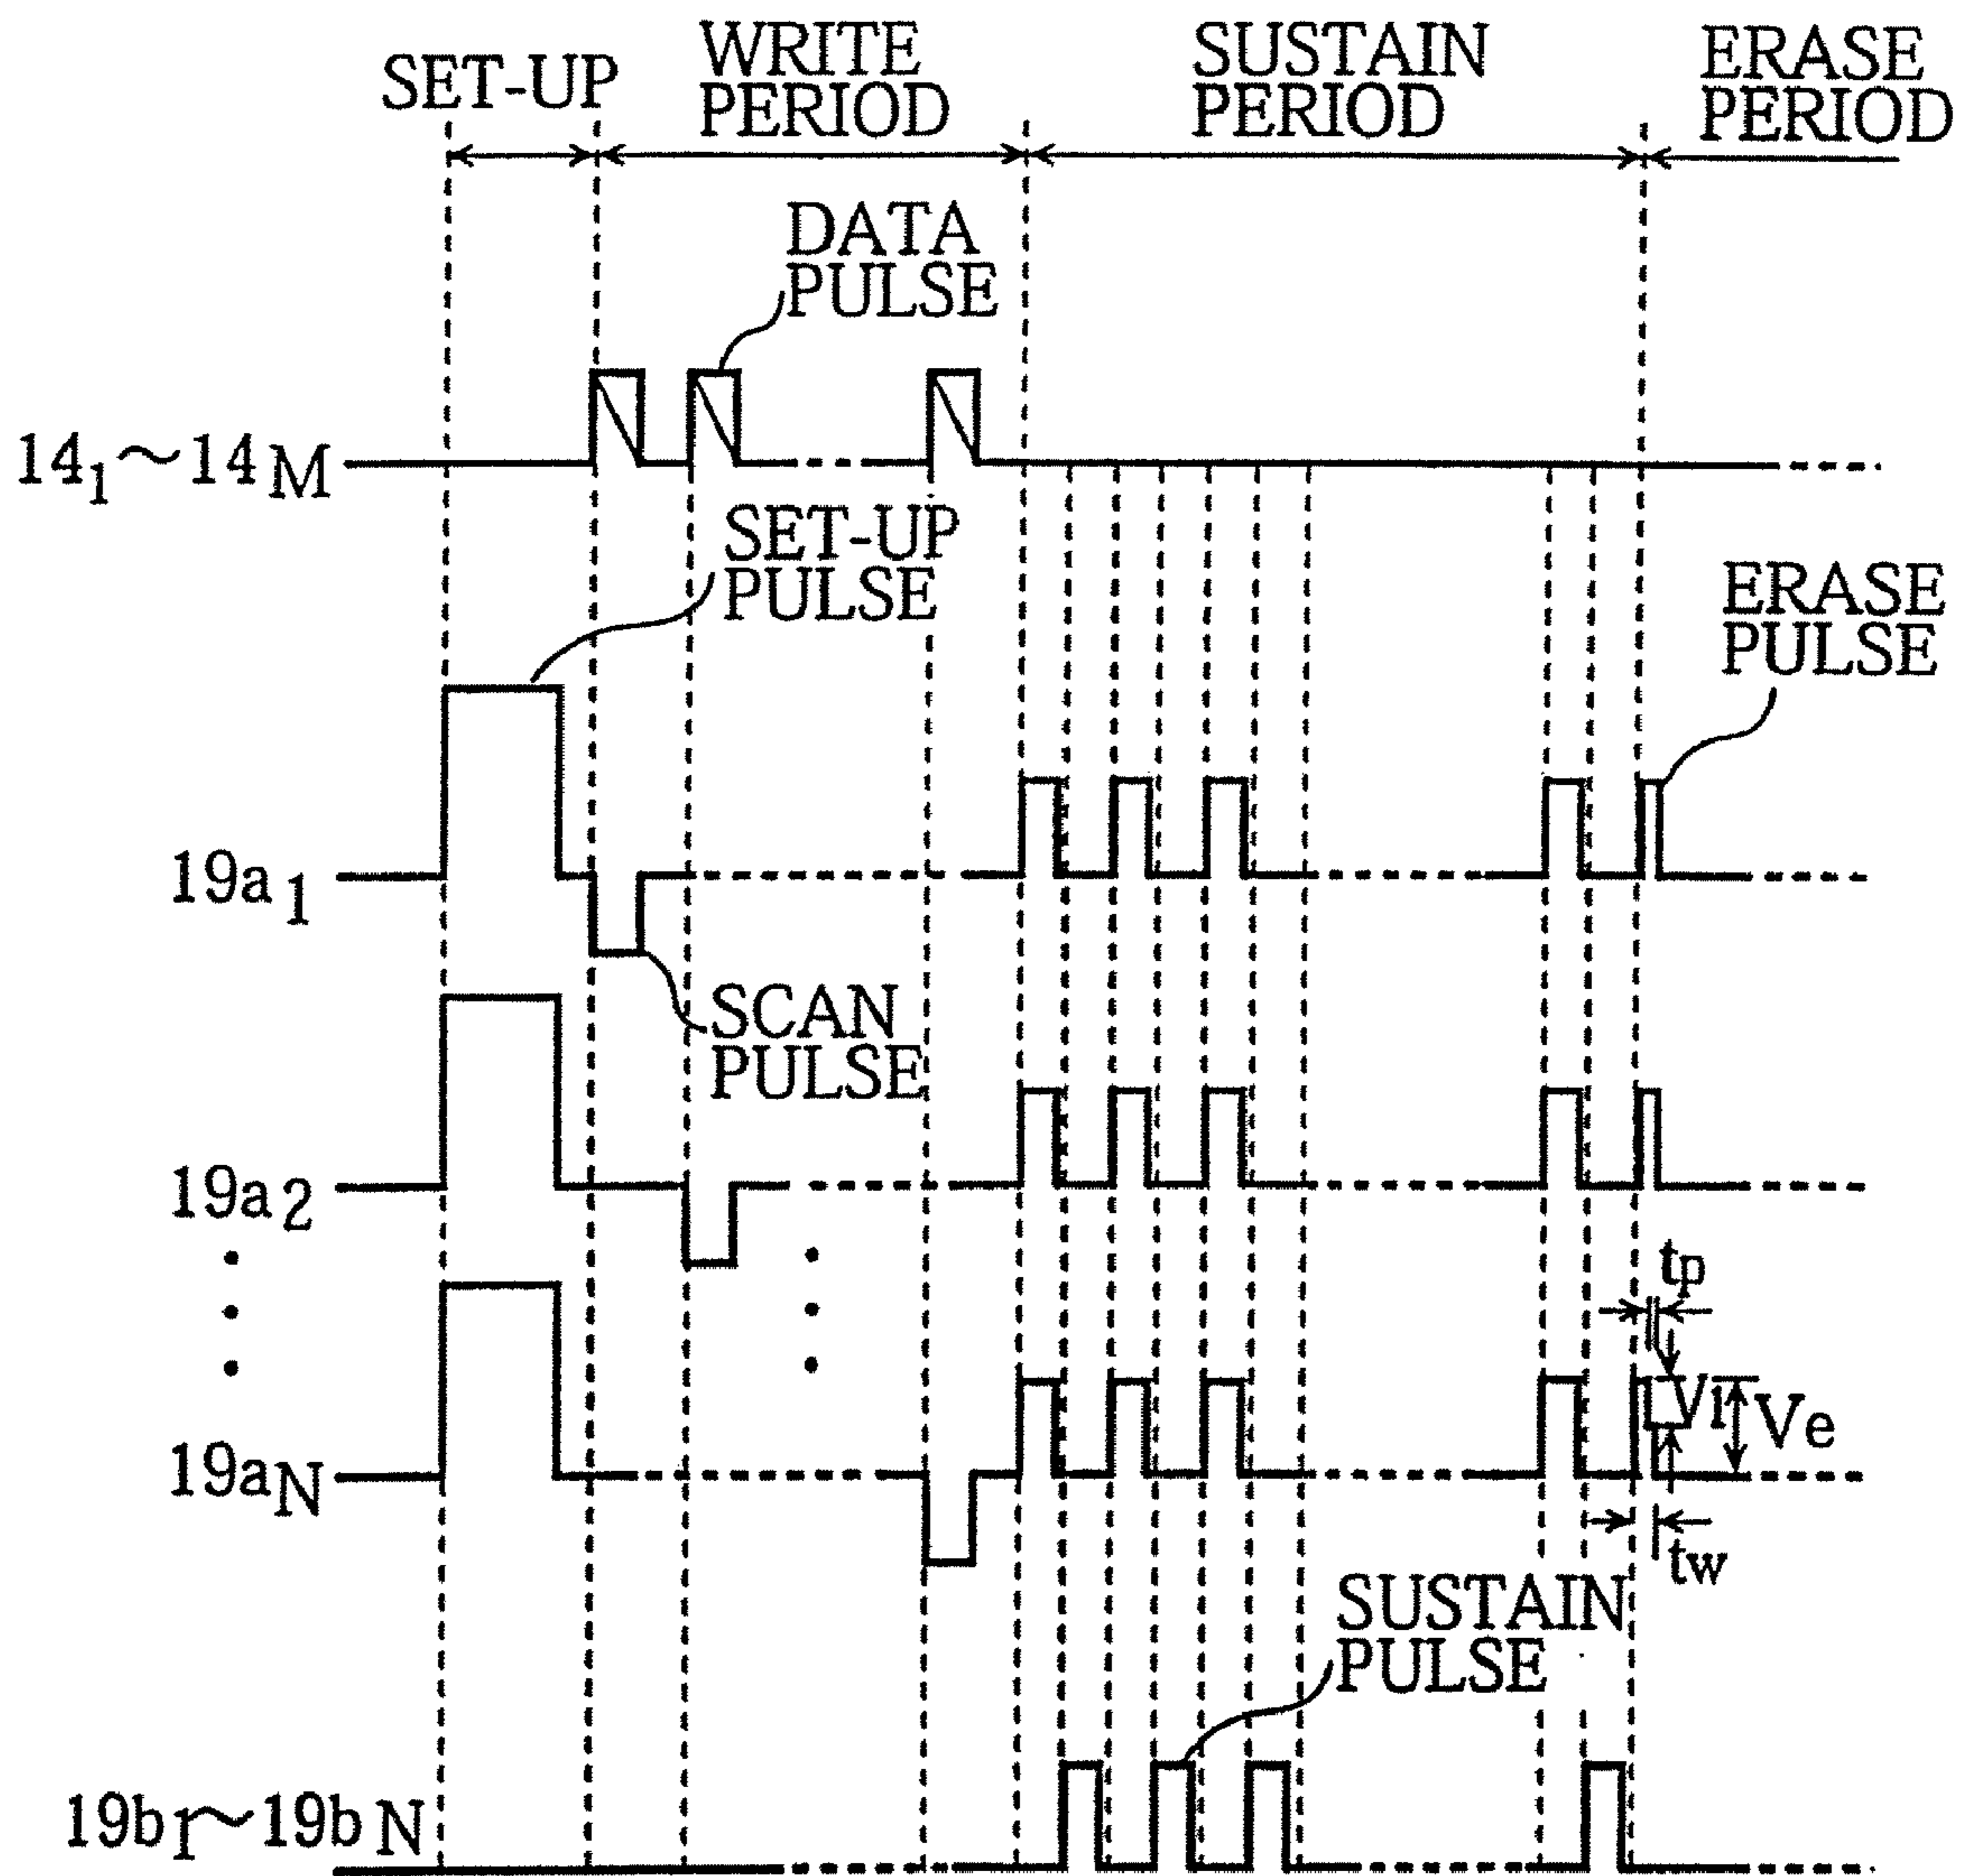 SET-UP
WRITE
PERIOD
SUSTAIN
PERIOD
ERASE
PERIOD
DATA
PULSE
14₁~14M
SET-UP
PULSE
ERASE
PULSE
19a₁
SCAN
PULSE
19a₂
tp
Vi
Ve
19aN
tw
SUSTAIN
PULSE
19b₁~19bN